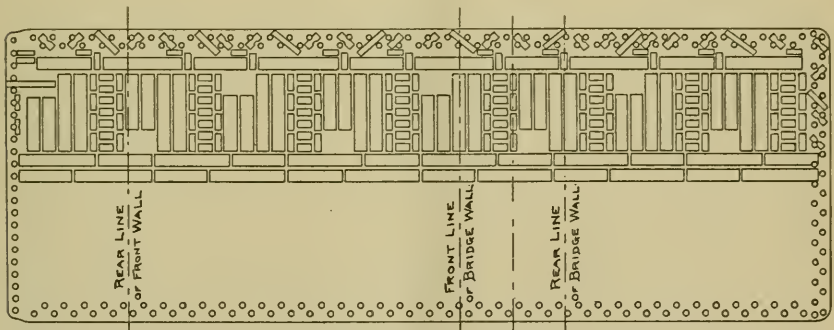 REAR LINE
OF FRONT WALL
FRONT LINE
OF BRIDGE WALL
REAR LINE
OF BRIDGE WALL